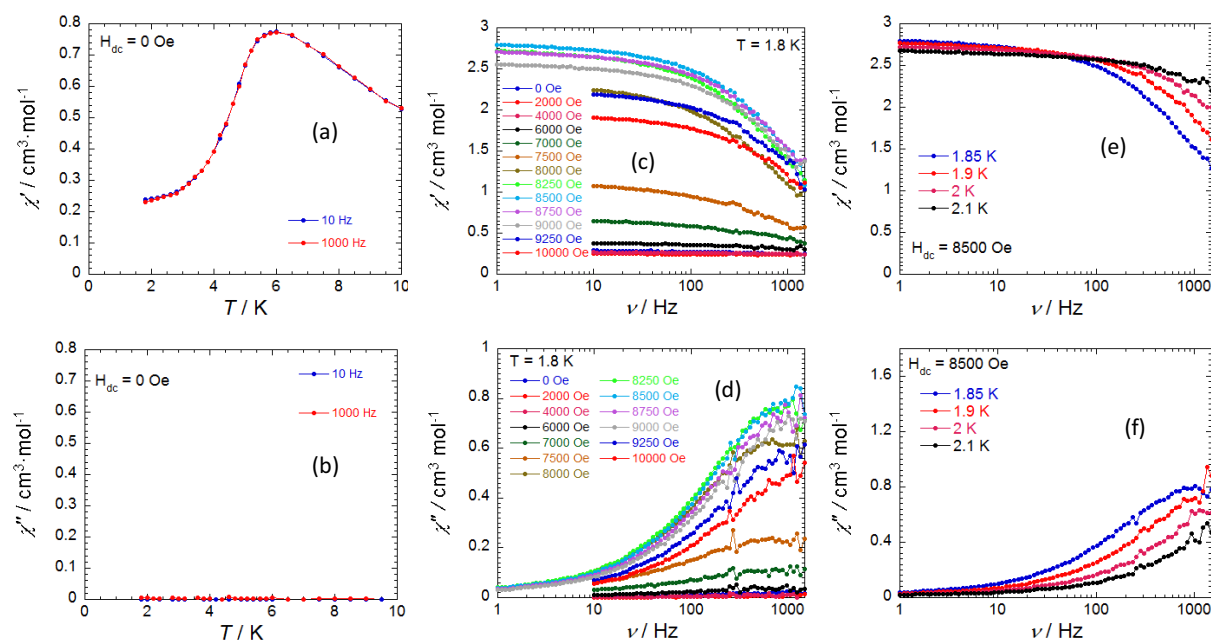 0.8
0.7
0.6
0.5
0.4
0.3
0.2
0.1
0
χ' / cm³·mol⁻¹
H_dc = 0 Oe
(a)
10 Hz
1000 Hz
0 2 4 6 8 10
T / K
3
2.5
2
1.5
1
0.5
0
χ' / cm³ mol⁻¹
T = 1.8 K
0 Oe
2000 Oe
4000 Oe
6000 Oe
7000 Oe
7500 Oe
8000 Oe
8250 Oe
8500 Oe
8750 Oe
9000 Oe
9250 Oe
10000 Oe
(c)
1 10 100 1000
ν / Hz
3
2.5
2
1.5
1
0.5
0
χ' / cm³ mol⁻¹
(e)
1.85 K
1.9 K
2 K
2.1 K
H_dc = 8500 Oe
1 10 100 1000
ν / Hz
0.8
0.7
0.6
0.5
0.4
0.3
0.2
0.1
0
χ'' / cm³·mol⁻¹
H_dc = 0 Oe
10 Hz
1000 Hz
(b)
0 2 4 6 8 10
T / K
1
0.8
0.6
0.4
0.2
0
χ'' / cm³ mol⁻¹
T = 1.8 K
0 Oe
2000 Oe
4000 Oe
6000 Oe
7000 Oe
7500 Oe
8000 Oe
8250 Oe
8500 Oe
8750 Oe
9000 Oe
9250 Oe
10000 Oe
(d)
1 10 100 1000
ν / Hz
1.6
1.2
0.8
0.4
0
χ'' / cm³ mol⁻¹
H_dc = 8500 Oe
1.85 K
1.9 K
2 K
2.1 K
(f)
1 10 100 1000
ν / Hz